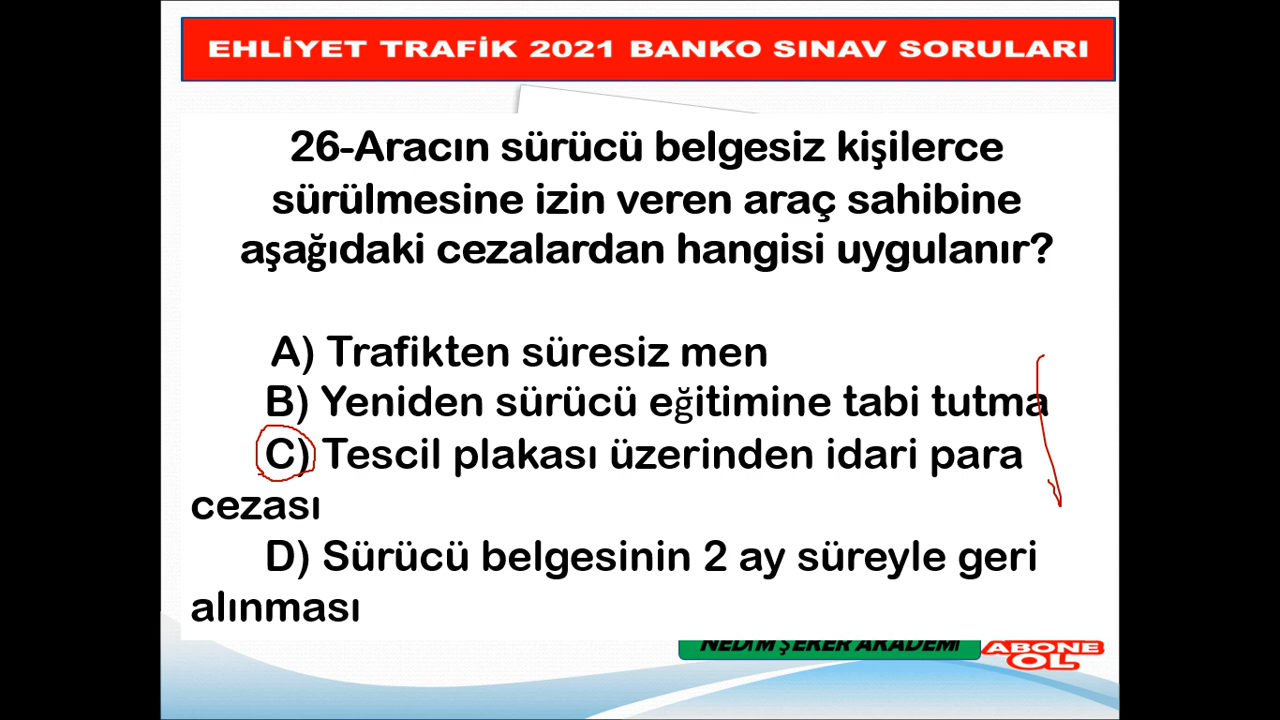 EHLİYET TRAFİK 2021 BANKO SINAV SORULARI
26-Aracın sürücü belgesiz kişilerce
sürülmesine izin veren araç sahibine
aşağıdaki cezalardan hangisi uygulanır?
A) Trafikten süresiz men
B) Yeniden sürücü eğitimine tabi tutma
C) Tescil plakası üzerinden idari para
cezası
D) Sürücü belgesinin 2 ay süreyle geri
alınması
NEDİM ŞEKER AKADEMİ
ABONE
OL